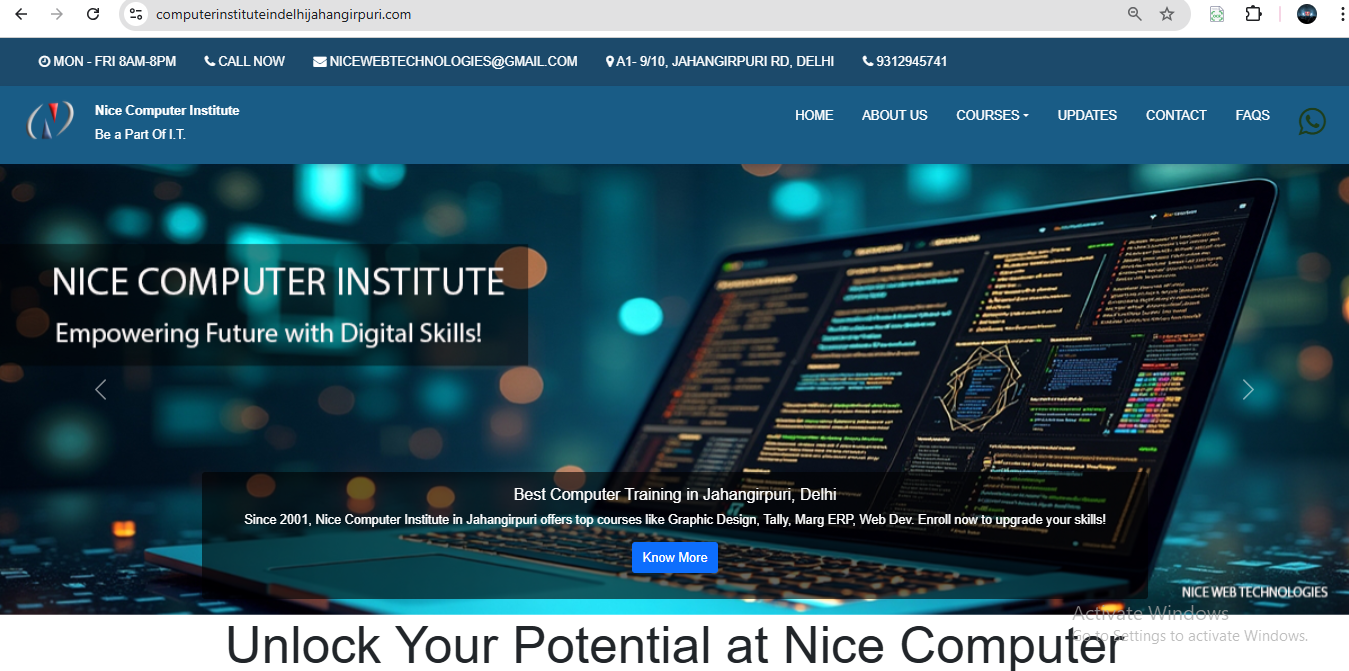 computerinstituteindelhijahangirpuri.com
MON - FRI 8AM-8PM CALL NOW NICEWEBTECHNOLOGIES@GMAIL.COM A1- 9/10, JAHANGIRPURI RD, DELHI 9312945741
Nice Computer Institute
Be a Part Of I.T.
HOME ABOUT US COURSES UPDATES CONTACT FAQS
NICE COMPUTER INSTITUTE
Empowering Future with Digital Skills!
Best Computer Training in Jahangirpuri, Delhi
Since 2001, Nice Computer Institute in Jahangirpuri offers top courses like Graphic Design, Tally, Marg ERP, Web Dev. Enroll now to upgrade your skills!
Know More
NICE WEB TECHNOLOGIES
Activate Windows
Go to Settings to activate Windows.
Unlock Your Potential at Nice Computer